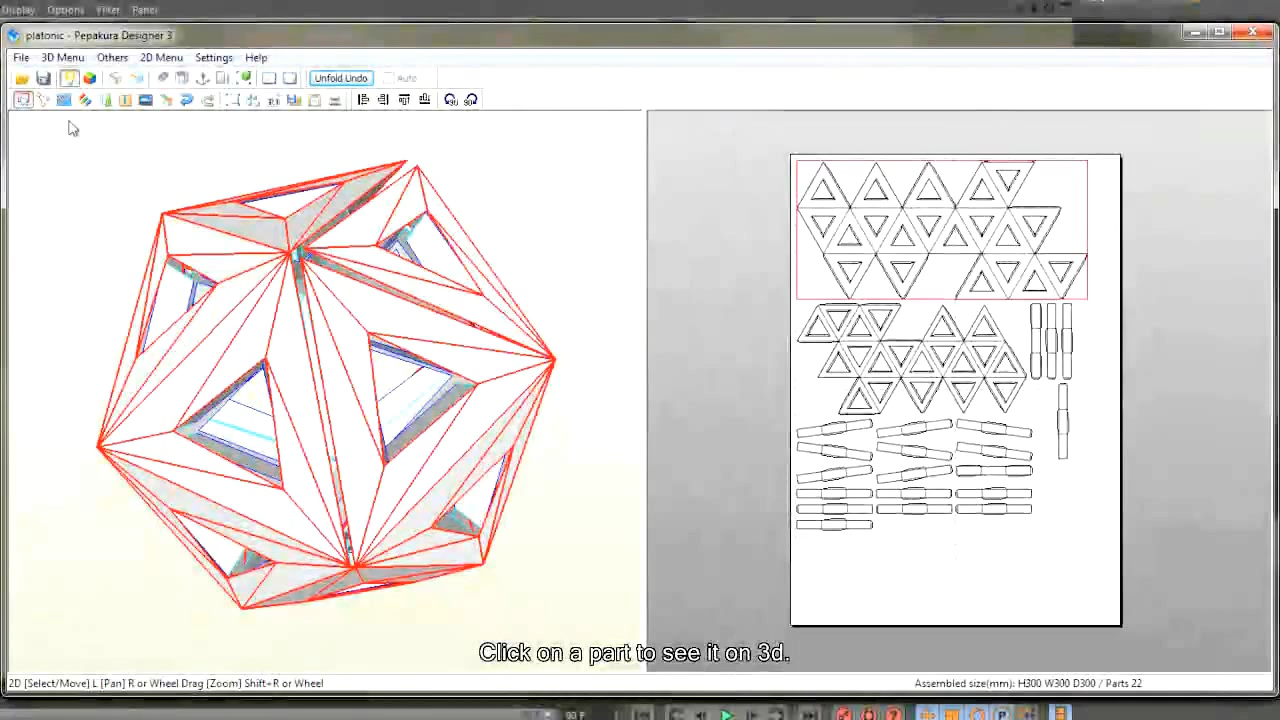 Display Options Filter Panel
platonic - Pepakura Designer 3
File 3D Menu Others 2D Menu Settings Help
Unfold Undo Auto
Click on a part to see it on 3d.
2D [Select/Move] L [Pan] R or Wheel Drag [Zoom] Shift+R or Wheel
Assembled size(mm): H300 W300 D300 / Parts 22